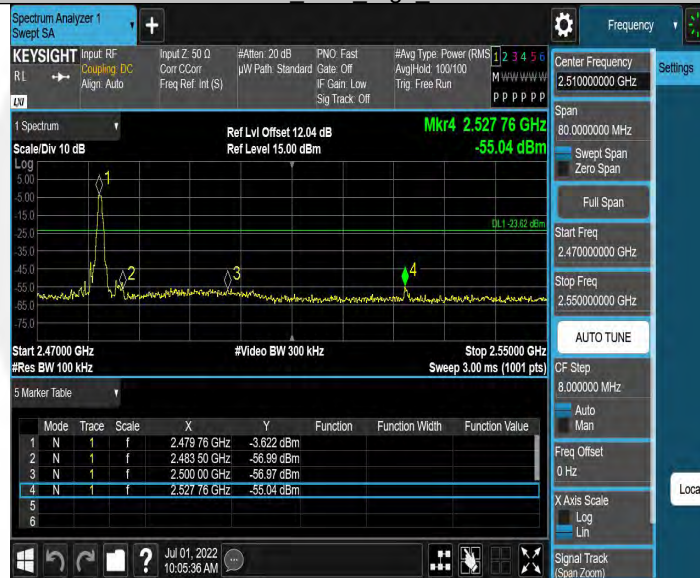 Spectrum Analyzer 1
Swept SA
+
Frequency
KEYSIGHT
RL
Input: RF
Coupling: DC
Align: Auto
Input Z: 50 Ω
Corr CCorr
Freq Ref: Int (S)
#Atten: 20 dB
µW Path: Standard
PNO: Fast
Gate: Off
IF Gain: Low
Sig Track: Off
#Avg Type: Power (RMS
Avg|Hold: 100/100
Trig: Free Run
1 2 3 4 5 6
M W W W W W
P P P P P P
LXI
1 Spectrum
Scale/Div 10 dB
Ref Lvl Offset 12.04 dB
Ref Level 15.00 dBm
Mkr4 2.527 76 GHz
-55.04 dBm
Log
5.00
-5.00
-15.0
-25.0
-35.0
-45.0
-55.0
-65.0
-75.0
1
2
3
4
DL1 -23.62 dBm
Start 2.47000 GHz
#Res BW 100 kHz
#Video BW 300 kHz
Stop 2.55000 GHz
Sweep 3.00 ms (1001 pts)
5 Marker Table
Mode Trace Scale X Y Function Function Width Function Value
1 N 1 f 2.479 76 GHz -3.622 dBm
2 N 1 f 2.483 50 GHz -56.99 dBm
3 N 1 f 2.500 00 GHz -56.97 dBm
4 N 1 f 2.527 76 GHz -55.04 dBm
5
6
?
Jul 01, 2022
10:05:36 AM
Center Frequency
2.510000000 GHz
Settings
Span
80.0000000 MHz
Swept Span
Zero Span
Full Span
Start Freq
2.470000000 GHz
Stop Freq
2.550000000 GHz
AUTO TUNE
CF Step
8.000000 MHz
Auto
Man
Freq Offset
0 Hz
X Axis Scale
Log
Lin
Signal Track
(Span Zoom)